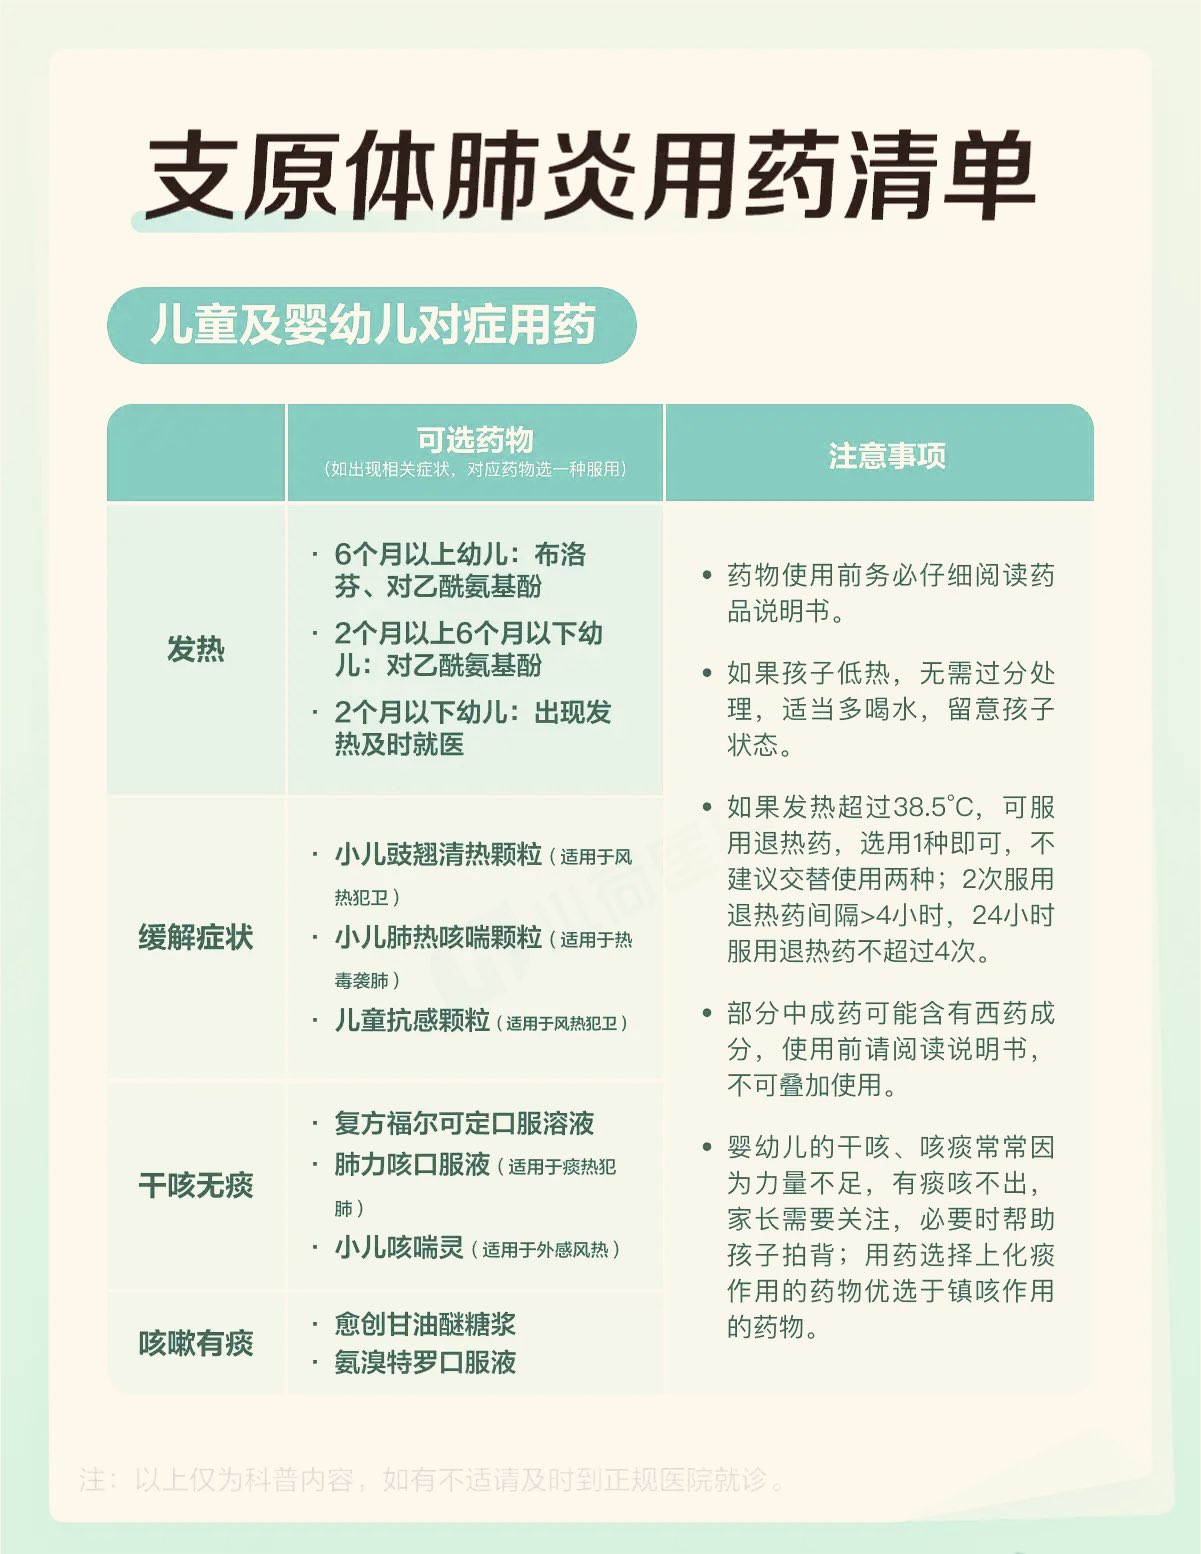 支原体肺炎用药清单
儿童及婴幼儿对症用药
可选药物
（如出现相关症状，对应药物选一种服用）
注意事项
发热
· 6个月以上幼儿：布洛
芬、对乙酰氨基酚
· 2个月以上6个月以下幼
儿：对乙酰氨基酚
· 2个月以下幼儿：出现发
热及时就医
缓解症状
· 小儿豉翘清热颗粒（适用于风
热犯卫）
· 小儿肺热咳喘颗粒（适用于热
毒袭肺）
· 儿童抗感颗粒（适用于风热犯卫）
干咳无痰
· 复方福尔可定口服溶液
· 肺力咳口服液（适用于痰热犯
肺）
· 小儿咳喘灵（适用于外感风热）
咳嗽有痰
· 愈创甘油醚糖浆
· 氨溴特罗口服液
• 药物使用前务必仔细阅读药
品说明书。
• 如果孩子低热，无需过分处
理，适当多喝水，留意孩子
状态。
• 如果发热超过38.5°C，可服
用退热药，选用1种即可，不
建议交替使用两种；2次服用
退热药间隔>4小时，24小时
服用退热药不超过4次。
• 部分中成药可能含有西药成
分，使用前请阅读说明书，
不可叠加使用。
• 婴幼儿的干咳、咳痰常常因
为力量不足，有痰咳不出，
家长需要关注，必要时帮助
孩子拍背；用药选择上化痰
作用的药物优选于镇咳作用
的药物。
注：以上仅为科普内容，如有不适请及时到正规医院就诊。